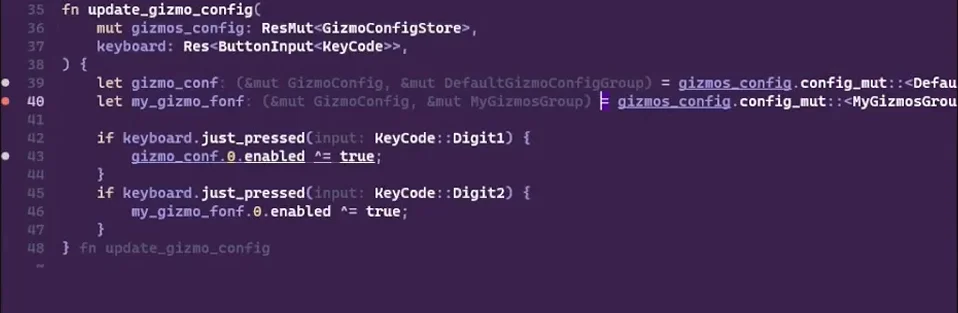 35 fn update_gizmo_config(
36 mut gizmos_config: ResMut<GizmoConfigStore>,
37 keyboard: Res<ButtonInput<KeyCode>>,
38 ) {
39 let gizmo_conf: (&mut GizmoConfig, &mut DefaultGizmoConfigGroup) = gizmos_config.config_mut::<Defau
40 let my_gizmo_fonf: (&mut GizmoConfig, &mut MyGizmosGroup) = gizmos_config.config_mut::<MyGizmosGrou
41
42 if keyboard.just_pressed(input: KeyCode::Digit1) {
43 gizmo_conf.0.enabled ^= true;
44 }
45 if keyboard.just_pressed(input: KeyCode::Digit2) {
46 my_gizmo_fonf.0.enabled ^= true;
47 }
48 } fn update_gizmo_config
~